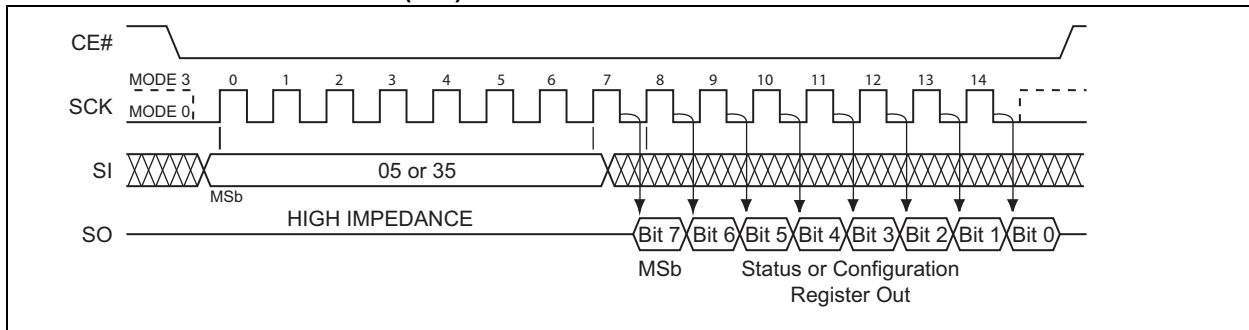 (
CE#
MODE 3
0 1 2 3 4 5 6 7 8 9 10 11 12 13 14
SCK
MODE 0
SI
05 or 35
MSb
HIGH IMPEDANCE
SO
Bit 7 Bit 6 Bit 5 Bit 4 Bit 3 Bit 2 Bit 1 Bit 0
MSb
Status or Configuration
Register Out